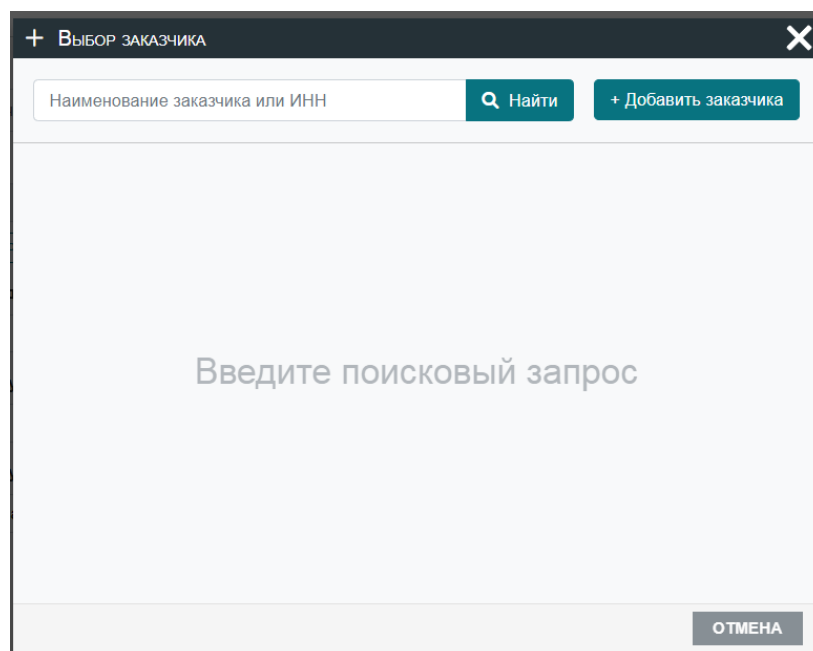 + Выбор заказчика
Наименование заказчика или ИНН
Найти
+ Добавить заказчика
Введите поисковый запрос
ОТМЕНА